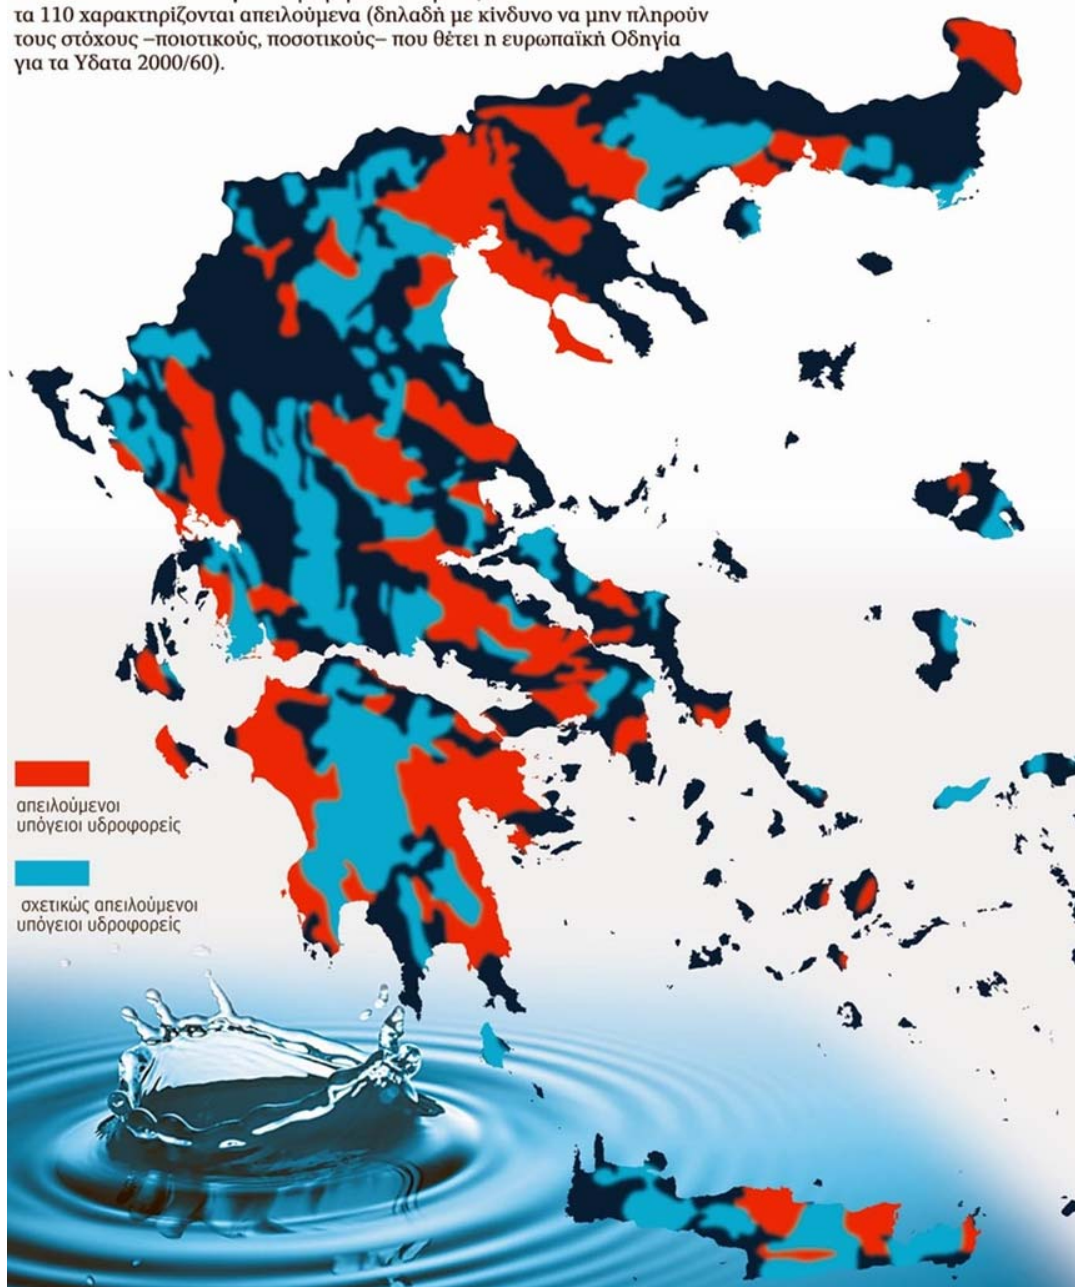 τα 110 χαρακτηρίζονται απειλούμενα (δηλαδή με κίνδυνο να μην πληρούν
τους στόχους –ποιοτικούς, ποσοτικούς– που θέτει η ευρωπαϊκή Οδηγία
για τα Υδατα 2000/60).
απειλούμενοι
υπόγειοι υδροφορείς
σχετικώς απειλούμενοι
υπόγειοι υδροφορείς